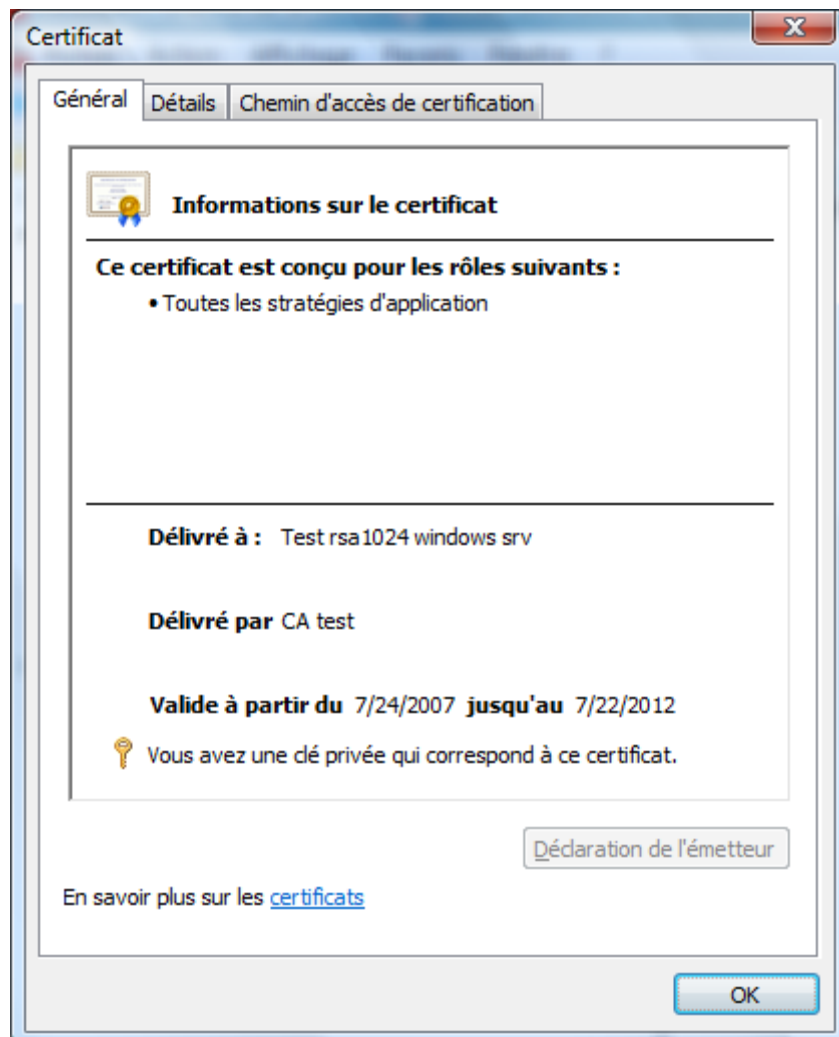 Certificat
Général Détails Chemin d'accès de certification
Informations sur le certificat
Ce certificat est conçu pour les rôles suivants :
• Toutes les stratégies d'application
Délivré à : Test rsa1024 windows srv
Délivré par CA test
Valide à partir du 7/24/2007 jusqu'au 7/22/2012
Vous avez une clé privée qui correspond à ce certificat.
Déclaration de l'émetteur
En savoir plus sur les certificats
OK